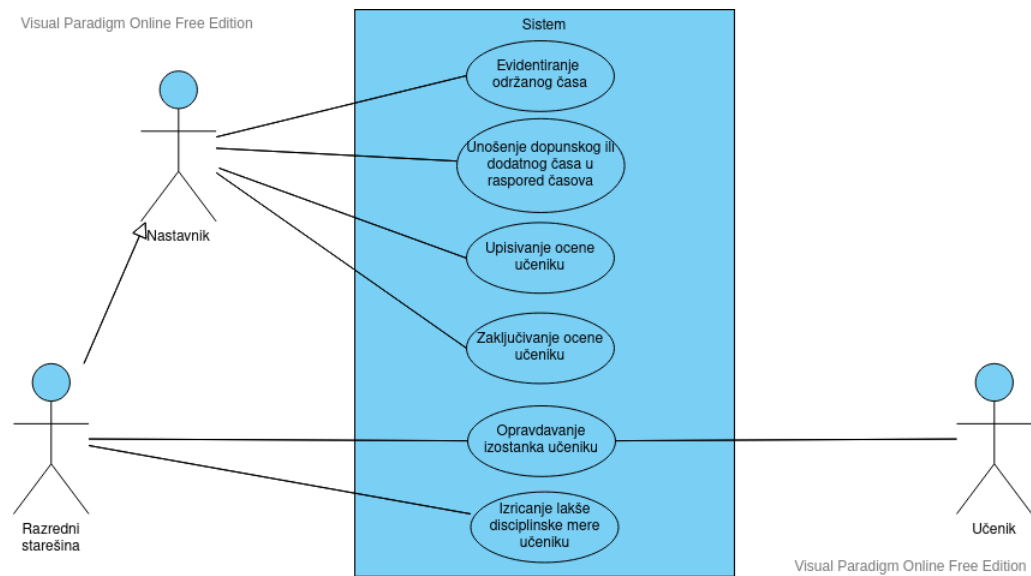 Visual Paradigm Online Free Edition
Sistem
Evidentiranje
održanog časa
Unošenje dopunskog ili
dodatnog časa u
raspored časova
Nastavnik
Upisivanje ocene
učeniku
Zaključivanje ocene
učeniku
Opravdavanje
izostanka učeniku
Izricanje lakše
disciplinske mere
učeniku
Razredni
starešina
Učenik
Visual Paradigm Online Free Edition